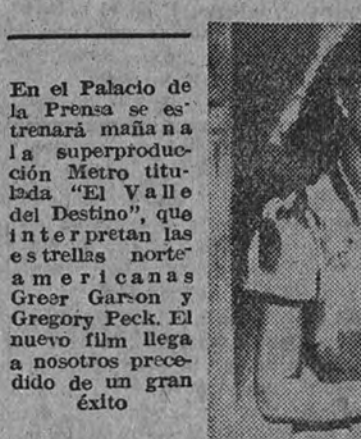 En el Palacio de
la Prensa se es-
trenará mañana
la superproduc-
ción Metro titu-
lada "El Valle
del Destino", que
interpretan las
estrellas norte-
americanas
Greer Garson y
Gregory Peck. El
nuevo film llega
a nosotros prece-
dido de un gran
éxito